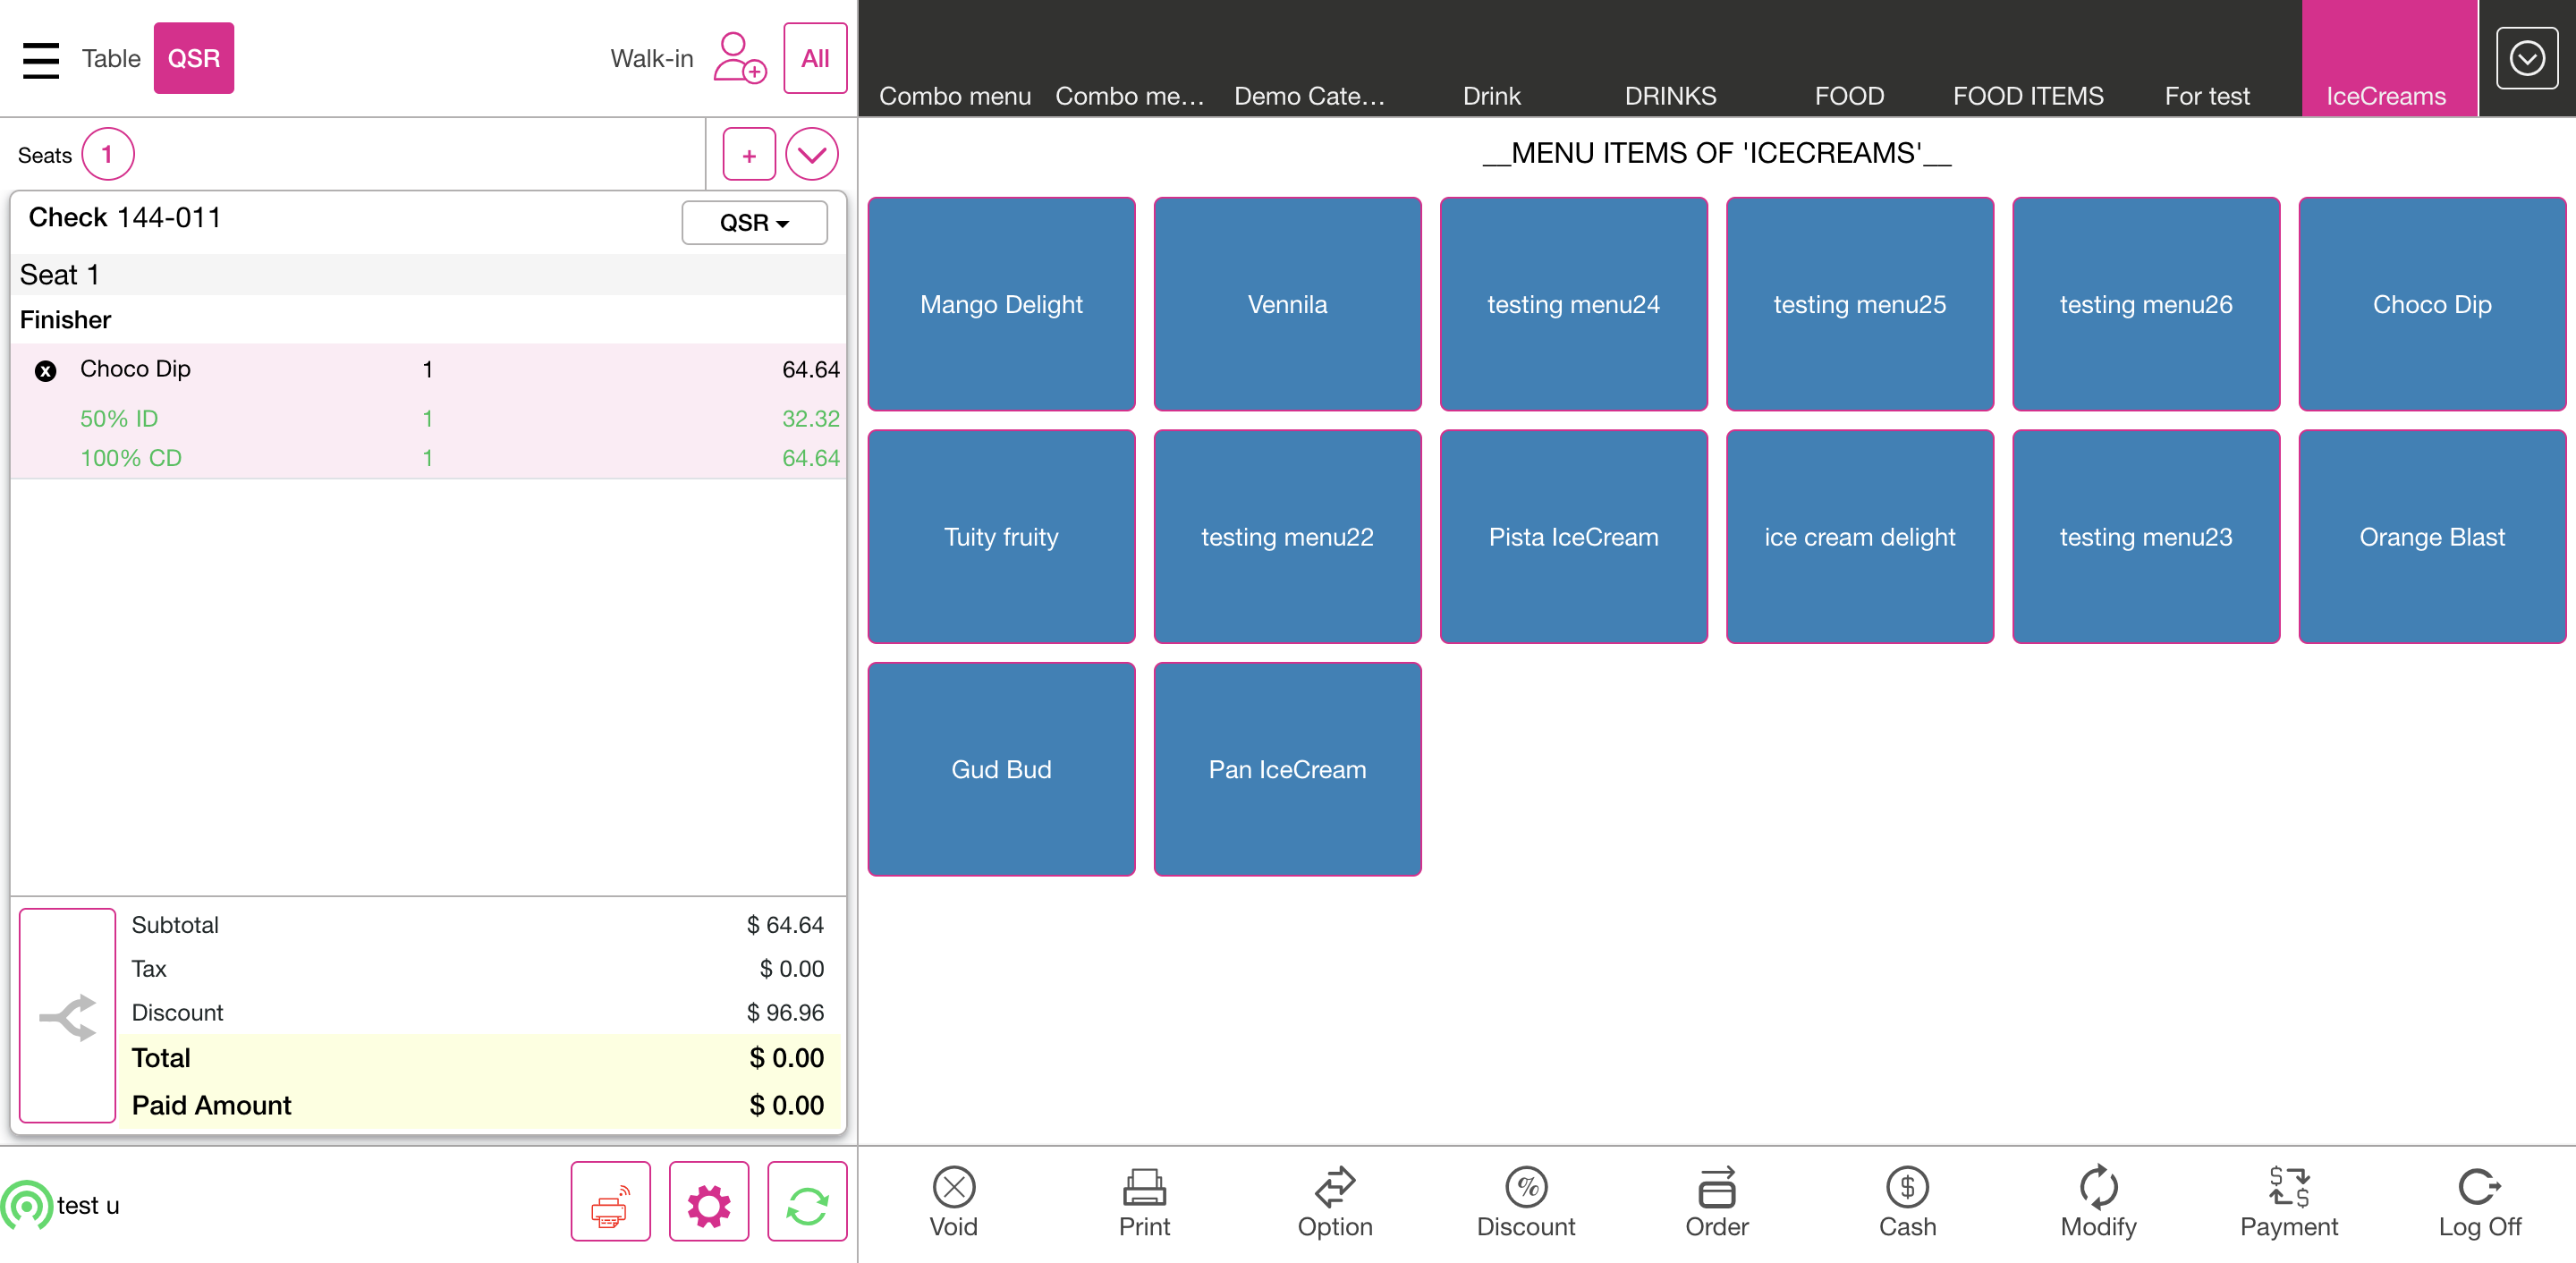 Table
QSR
Walk-in
All
Combo menu
Combo me...
Demo Cate...
Drink
DRINKS
FOOD
FOOD ITEMS
For test
IceCreams
Seats 1
+
Check 144-011
QSR
Seat 1
Finisher
x Choco Dip 1 64.64
50% ID 1 32.32
100% CD 1 64.64
Subtotal $ 64.64
Tax $ 0.00
Discount $ 96.96
Total $ 0.00
Paid Amount $ 0.00
test u
__MENU ITEMS OF 'ICECREAMS'__
Mango Delight
Vennila
testing menu24
testing menu25
testing menu26
Choco Dip
Tuity fruity
testing menu22
Pista IceCream
ice cream delight
testing menu23
Orange Blast
Gud Bud
Pan IceCream
Void
Print
Option
Discount
Order
Cash
Modify
Payment
Log Off